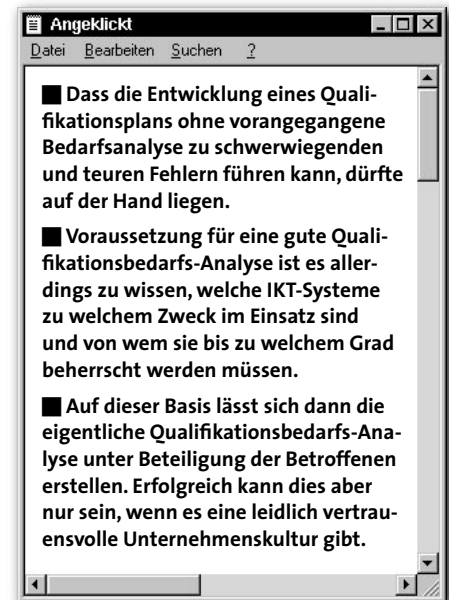 Angeklickt
Datei Bearbeiten Suchen ?
■ Dass die Entwicklung eines Quali-
fikationsplans ohne vorangegangene
Bedarfsanalyse zu schwerwiegenden
und teuren Fehlern führen kann, dürfte
auf der Hand liegen.
■ Voraussetzung für eine gute Quali-
fikationsbedarfs-Analyse ist es aller-
dings zu wissen, welche IKT-Systeme
zu welchem Zweck im Einsatz sind
und von wem sie bis zu welchem Grad
beherrscht werden müssen.
■ Auf dieser Basis lässt sich dann die
eigentliche Qualifikationsbedarfs-Ana-
lyse unter Beteiligung der Betroffenen
erstellen. Erfolgreich kann dies aber
nur sein, wenn es eine leidlich vertrau-
ensvolle Unternehmenskultur gibt.